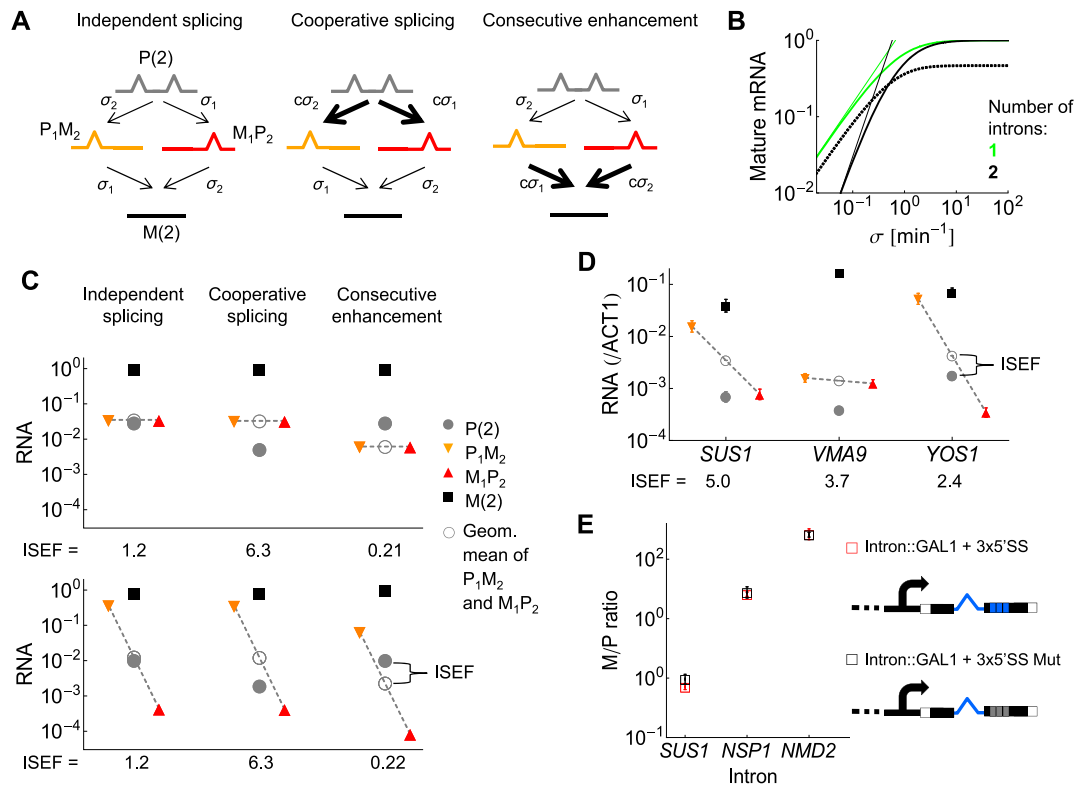 A
Independent splicing
Cooperative splicing
Consecutive enhancement
P(2)
σ2
σ1
cσ2
cσ1
σ2
σ1
P1M2
M1P2
σ1
σ2
σ1
σ2
cσ1
cσ2
M(2)
B
Mature mRNA
10^0
10^-1
10^-2
10^-1
10^0
10^1
10^2
σ [min^-1]
Number of
introns:
1
2
C
Independent
splicing
Cooperative
splicing
Consecutive
enhancement
RNA
10^0
10^-1
10^-2
10^-3
10^-4
ISEF =
1.2
6.3
0.21
P(2)
P1M2
M1P2
M(2)
Geom.
mean of
P1M2
and M1P2
RNA
10^0
10^-1
10^-2
10^-3
10^-4
ISEF
ISEF =
1.2
6.3
0.22
D
RNA (/ACT1)
10^-1
10^-2
10^-3
10^-4
ISEF
SUS1
VMA9
YOS1
ISEF =
5.0
3.7
2.4
E
M/P ratio
10^2
10^0
10^0
10^-1
SUS1
NSP1
NMD2
Intron
Intron::GAL1 + 3x5'SS
Intron::GAL1 + 3x5'SS Mut